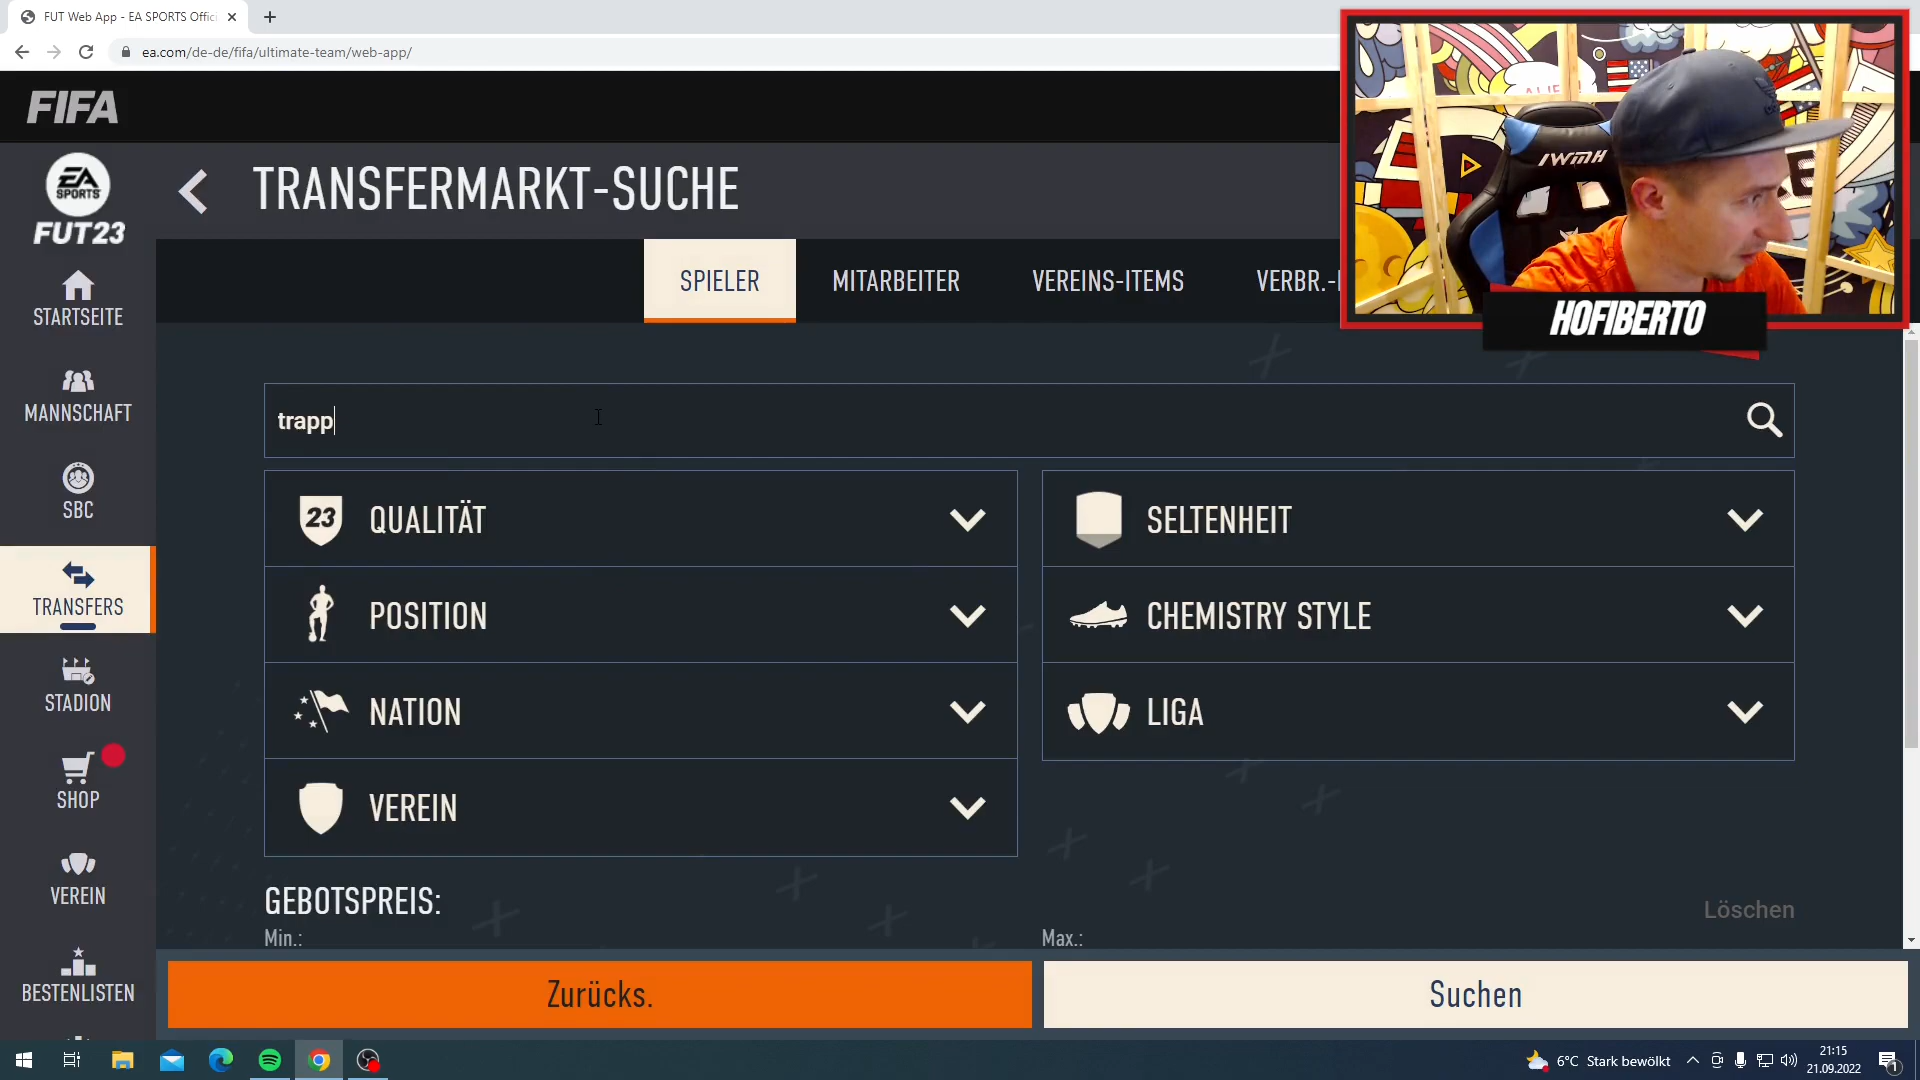 FUT Web App - EA SPORTS Offici
ea.com/de-de/fifa/ultimate-team/web-app/
FIFA
EA
SPORTS
FUT23
TRANSFERMARKT-SUCHE
SPIELER
MITARBEITER
VEREINS-ITEMS
VERBR.-
IWMH
HOFIBERTO
STARTSEITE
MANNSCHAFT
SBC
TRANSFERS
STADION
SHOP
VEREIN
BESTENLISTEN
trapp
23
QUALITÄT
SELTENHEIT
POSITION
CHEMISTRY STYLE
NATION
LIGA
VEREIN
GEBOTSPREIS:
Löschen
Min.:
Max.:
Zurücks.
Suchen
6°C Stark bewölkt
21:15
21.09.2022
1